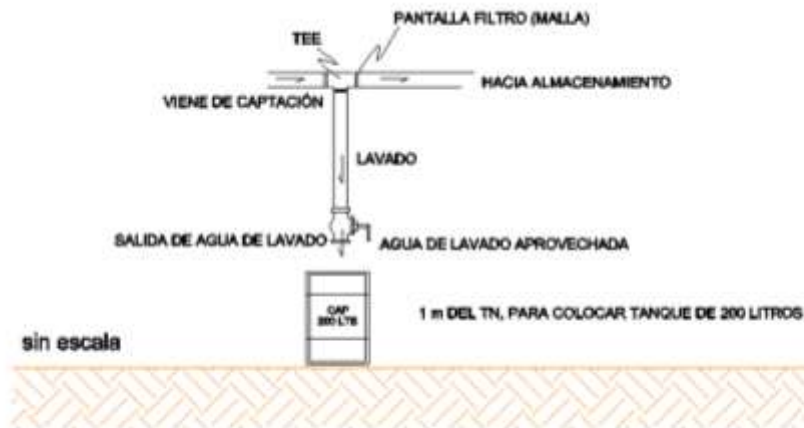 PANTALLA FILTRO (MALLA)
TEE
HACIA ALMACENAMIENTO
VIENE DE CAPTACIÓN
LAVADO
SALIDA DE AGUA DE LAVADO
AGUA DE LAVADO APROVECHADA
CAP
200 LTS
1 m DEL TN, PARA COLOCAR TANQUE DE 200 LITROS
sin escala